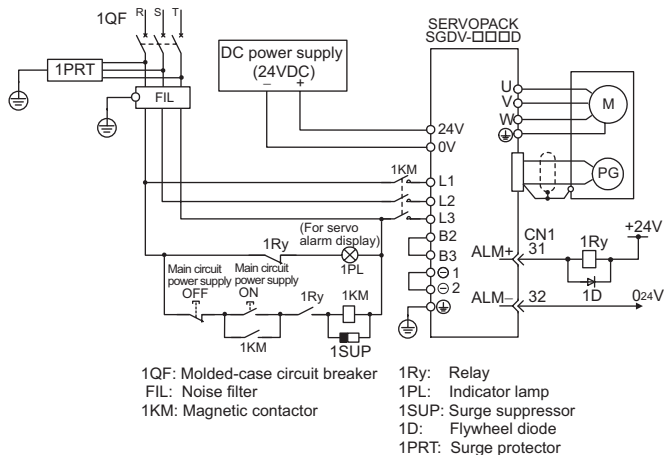 1QF
R S T
1PRT
FIL
DC power supply
(24VDC)
− +
SERVOPACK
SGDV-□□□□D
U
V
W
M
PG
24V
0V
1KM
L1
L2
L3
B2
B3
⊖ 1
⊖ 2
(For servo
alarm display)
1Ry
1PL
Main circuit
power supply
OFF
Main circuit
power supply
ON
1Ry
1KM
1KM
1SUP
CN1
ALM+ 31
1Ry
+24V
1D
ALM− 32
024V
1QF: Molded-case circuit breaker
FIL: Noise filter
1KM: Magnetic contactor
1Ry: Relay
1PL: Indicator lamp
1SUP: Surge suppressor
1D: Flywheel diode
1PRT: Surge protector